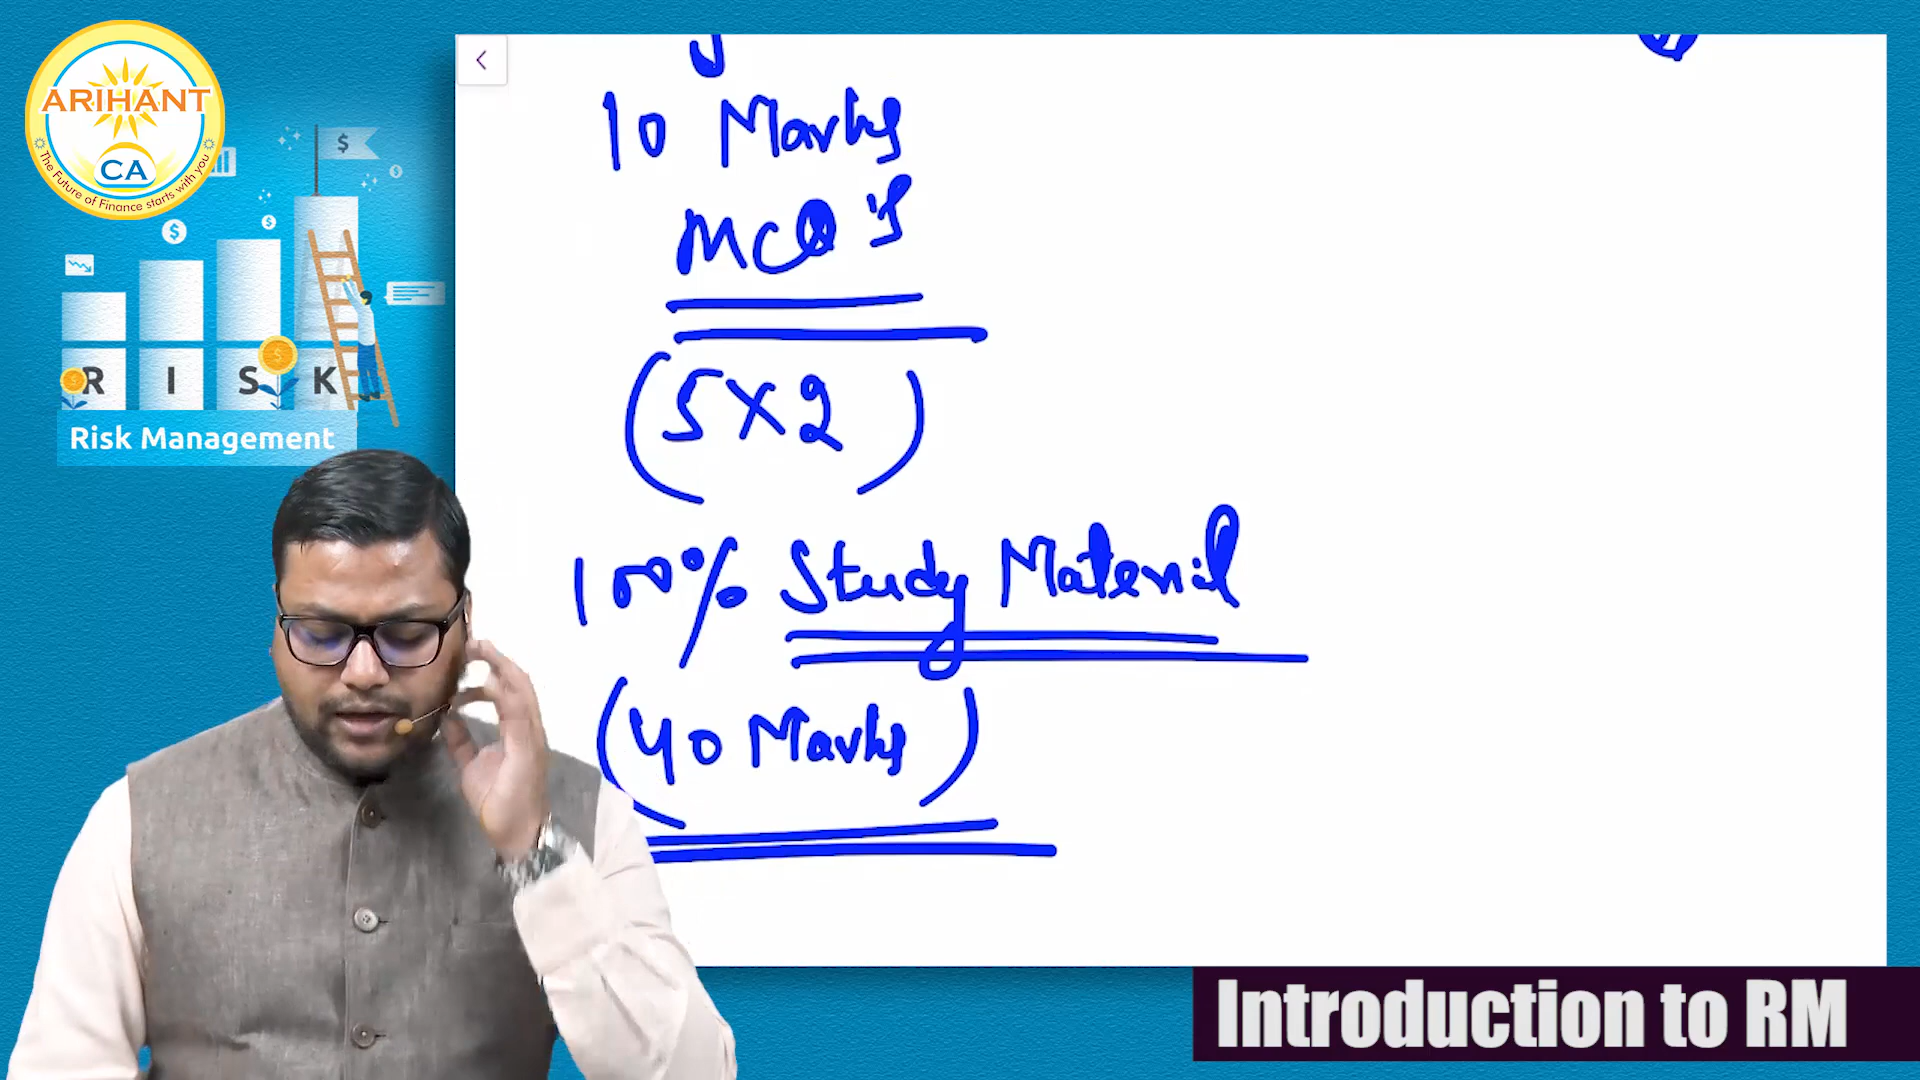 ARIHANT
CA
The Future of Finance starts with you
$
$
$
$
$
$
R I S K
Risk Management
10 Marks
MCQ's
(5X2)
100% Study Material
(40 Marks)
Introduction to RM